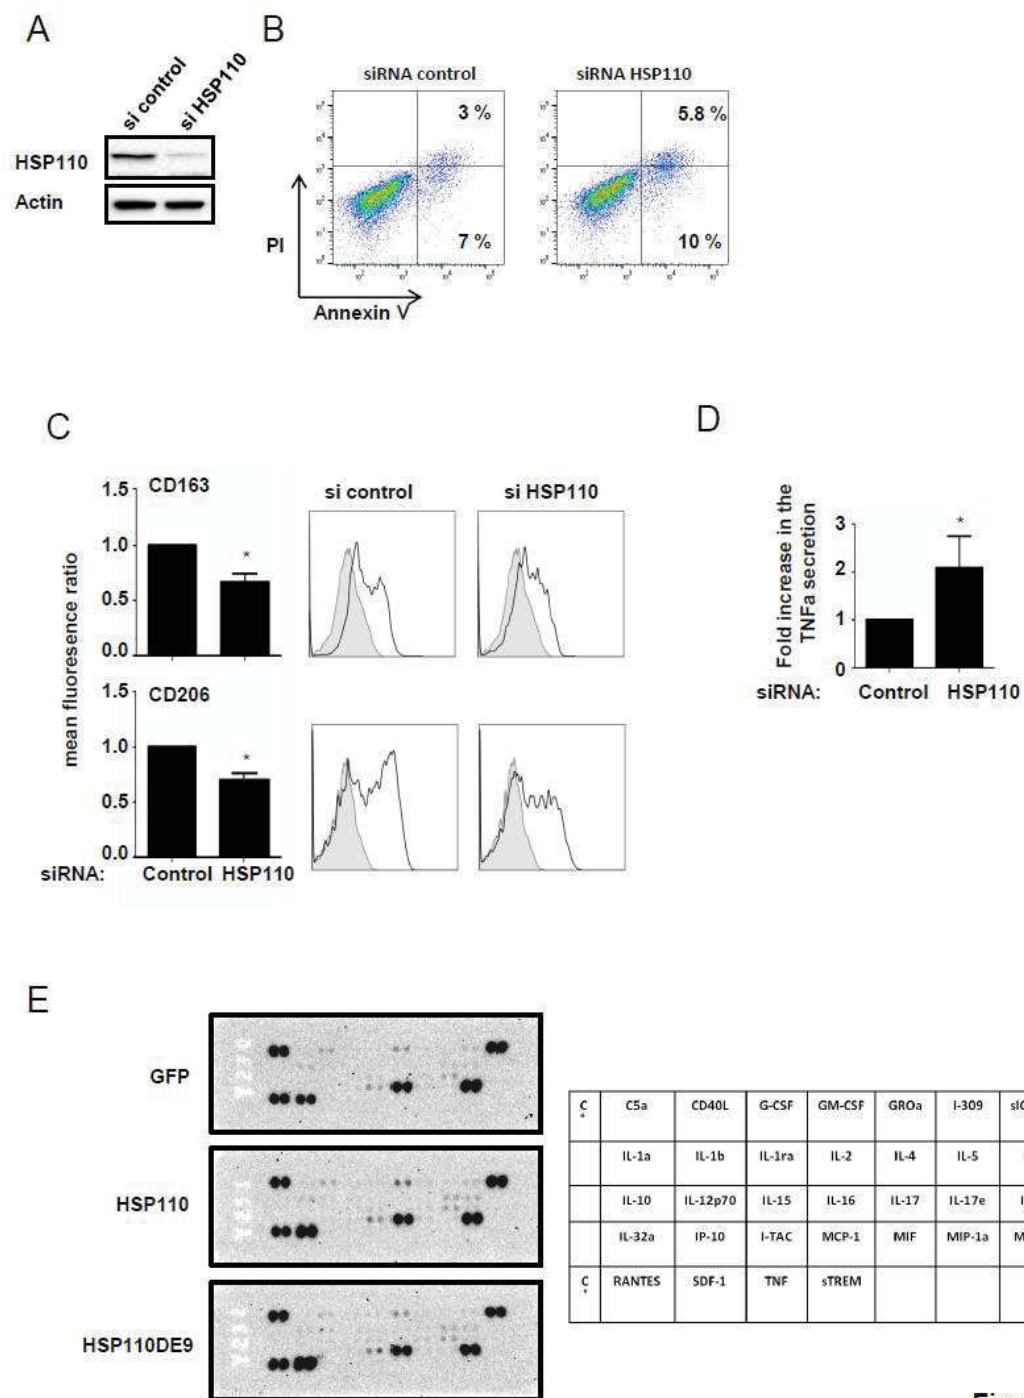 A
B
si control
si HSP110
HSP110
Actin
siRNA control
siRNA HSP110
3 %
7 %
5.8 %
10 %
PI
Annexin V
C
D
mean fluoresence ratio
CD163
1.5
1.0
0.5
0.0
CD206
1.5
1.0
0.5
0.0
*
*
siRNA: Control HSP110
si control
si HSP110
Fold increase in the
TNFa secretion
3
2
1
0
*
siRNA: Control HSP110
E
GFP
HSP110
HSP110DE9
C C5a CD40L G-CSF GM-CSF GROa I-309
IL-1a IL-1b IL-1ra IL-2 IL-4 IL-5
IL-10 IL-12p70 IL-15 IL-16 IL-17 IL-17e
IL-32a IP-10 I-TAC MCP-1 MIF MIP-1a
C RANTES SDF-1 TNF sTREM